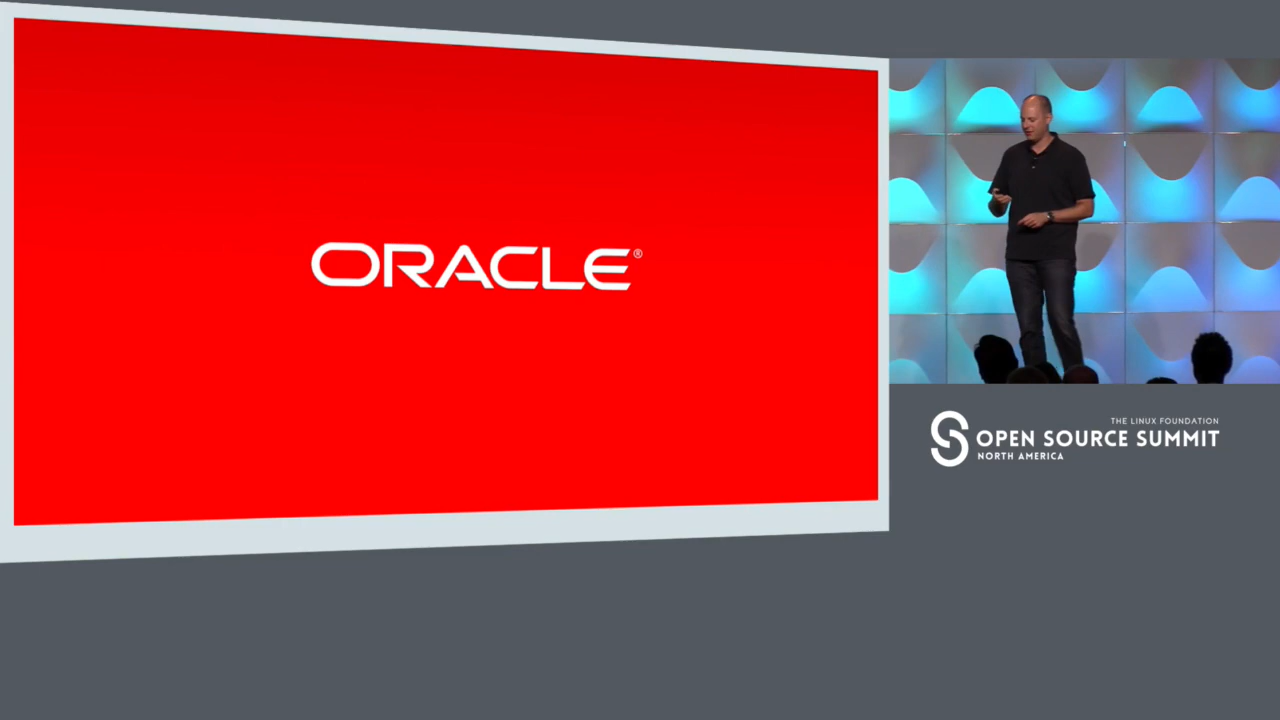 ORACLE®
THE LINUX FOUNDATION
OPEN SOURCE SUMMIT
NORTH AMERICA